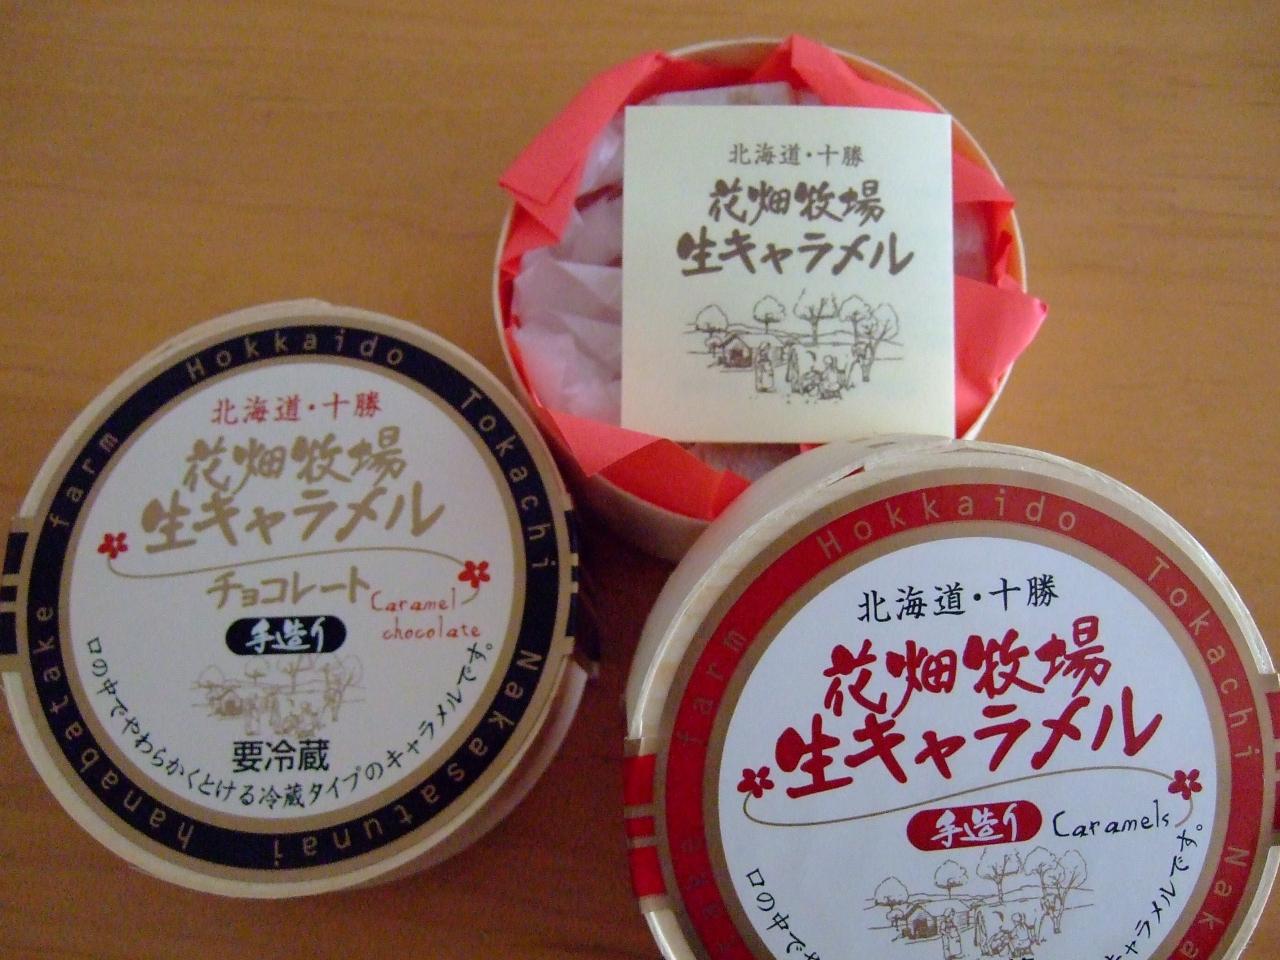 北海道・十勝
花畑牧場
生キャラメル
Hokkaido Tokachi Nakasatunai hanabatake farm
北海道・十勝
花畑牧場
生キャラメル
チョコレート
Caramel
chocolate
手造り
要冷蔵
口の中でやわらかくとける冷蔵タイプのキャラメルです。
Hokkaido Tokachi Naka
farm
北海道・十勝
花畑牧場
生キャラメル
手造り Caramels
口の中で
キャラメルです。